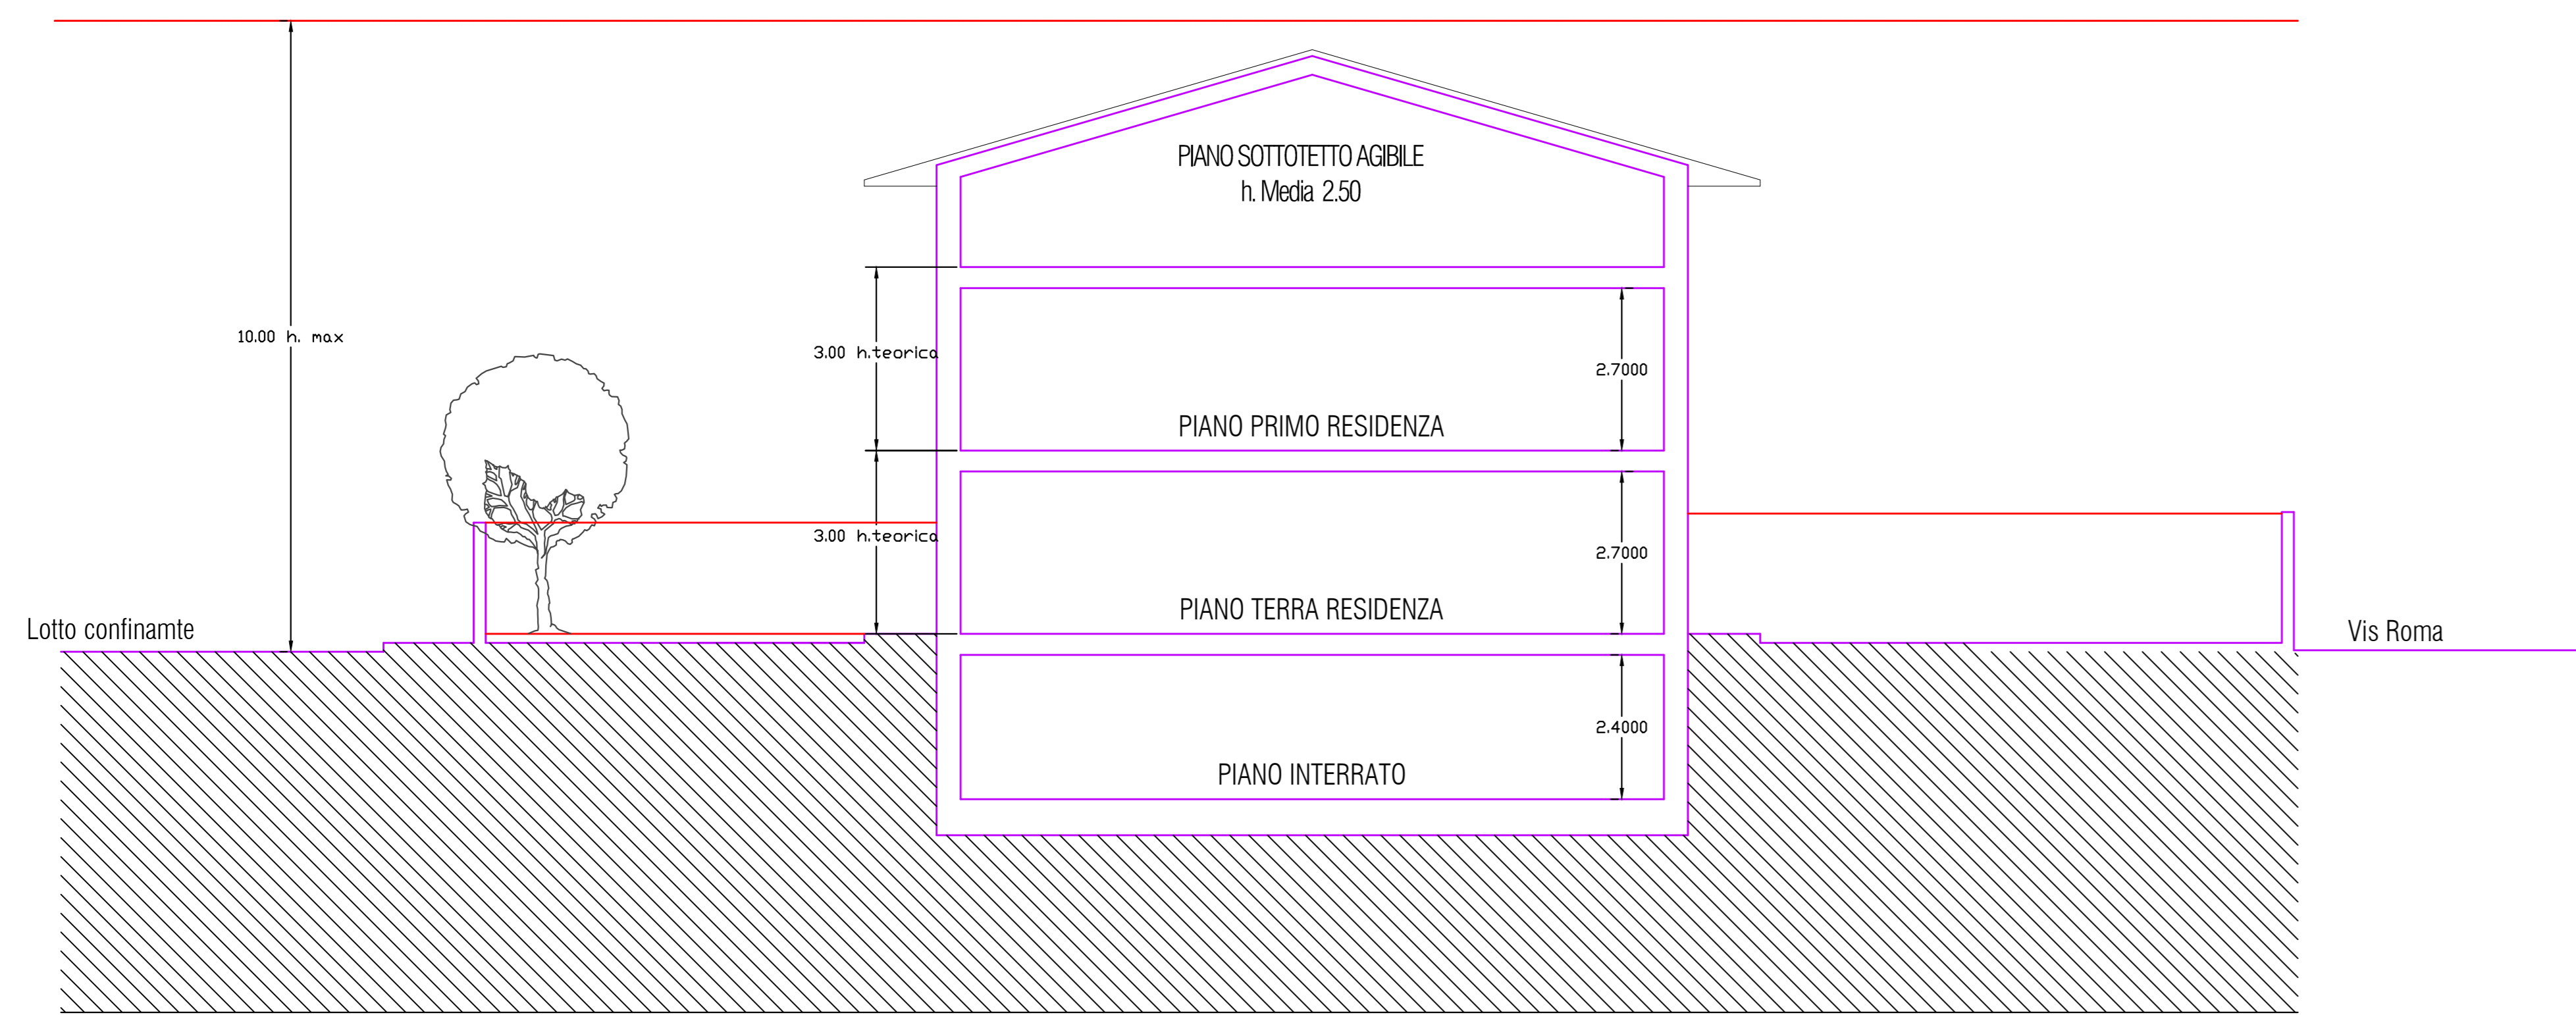 PIANO SOTTOTETTO AGIBILE
h. Media 2.50
10.00 h. max
3.00 h.teorica
2.7000
PIANO PRIMO RESIDENZA
3.00 h.teorica
2.7000
PIANO TERRA RESIDENZA
Lotto confinamte
Vis Roma
2.4000
PIANO INTERRATO